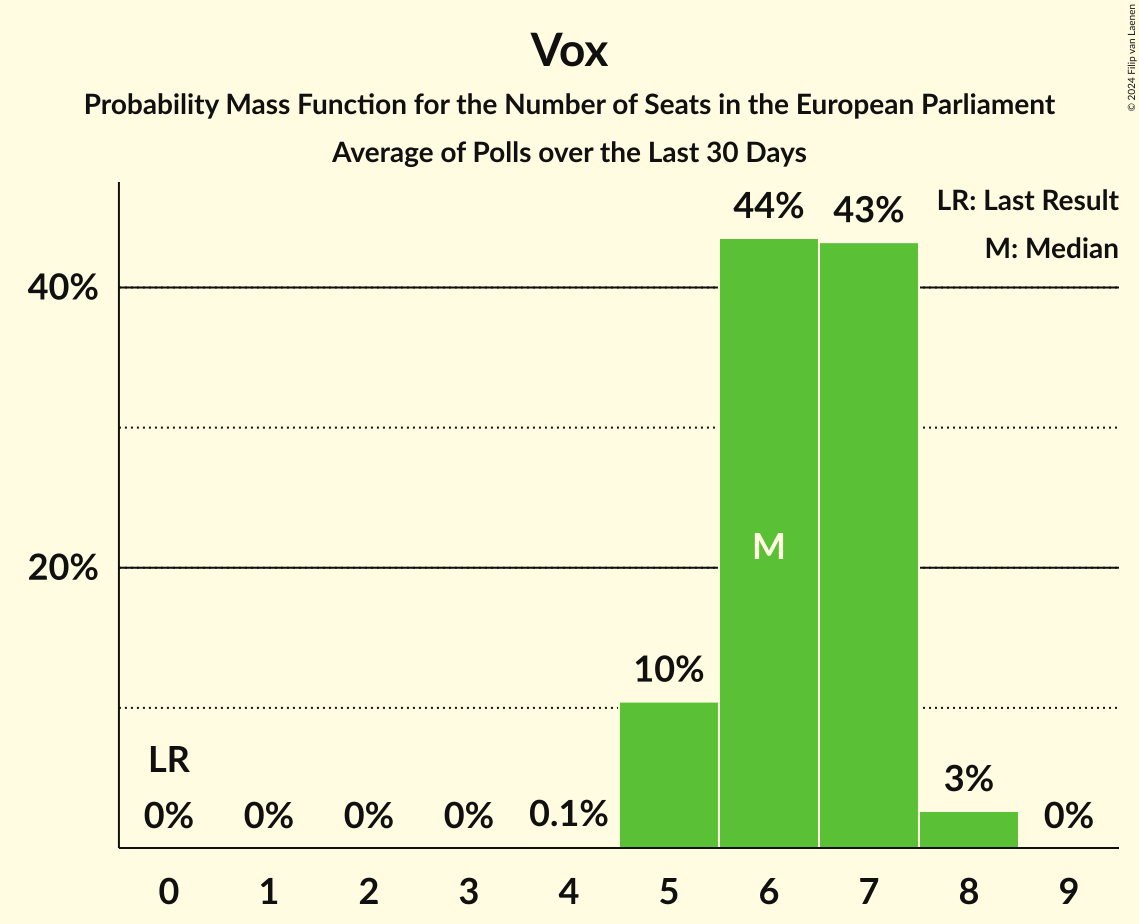 Vox
Probability Mass Function for the Number of Seats in the European Parliament
Average of Polls over the Last 30 Days
© 2024 Filip van Laenen
LR: Last Result
M: Median
44%
43%
40%
M
20%
10%
LR
3%
0%
0%
0%
0%
0.1%
0%
0
1
2
3
4
5
6
7
8
9